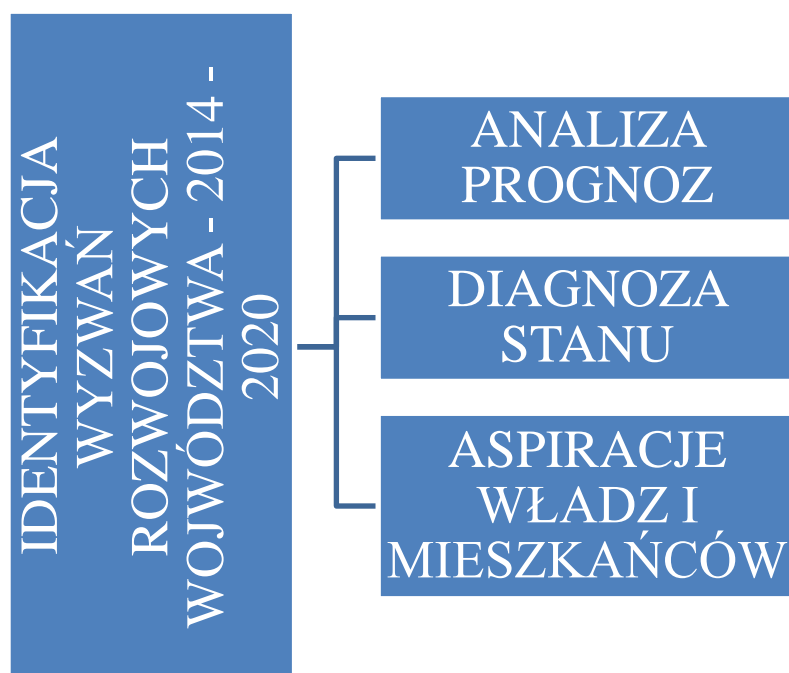 IDENTYFIKACJA
WYZWAŃ
ROZWOJOWYCH
WOJWÓDZTWA - 2014 -
2020
ANALIZA
PROGNOZ
DIAGNOZA
STANU
ASPIRACJE
WŁADZ I
MIESZKAŃCÓW